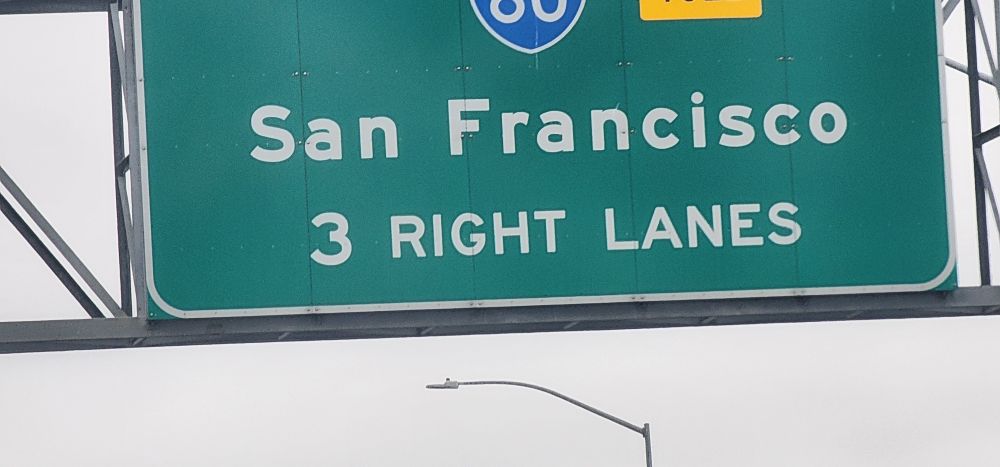 80
San Francisco
3 RIGHT LANES